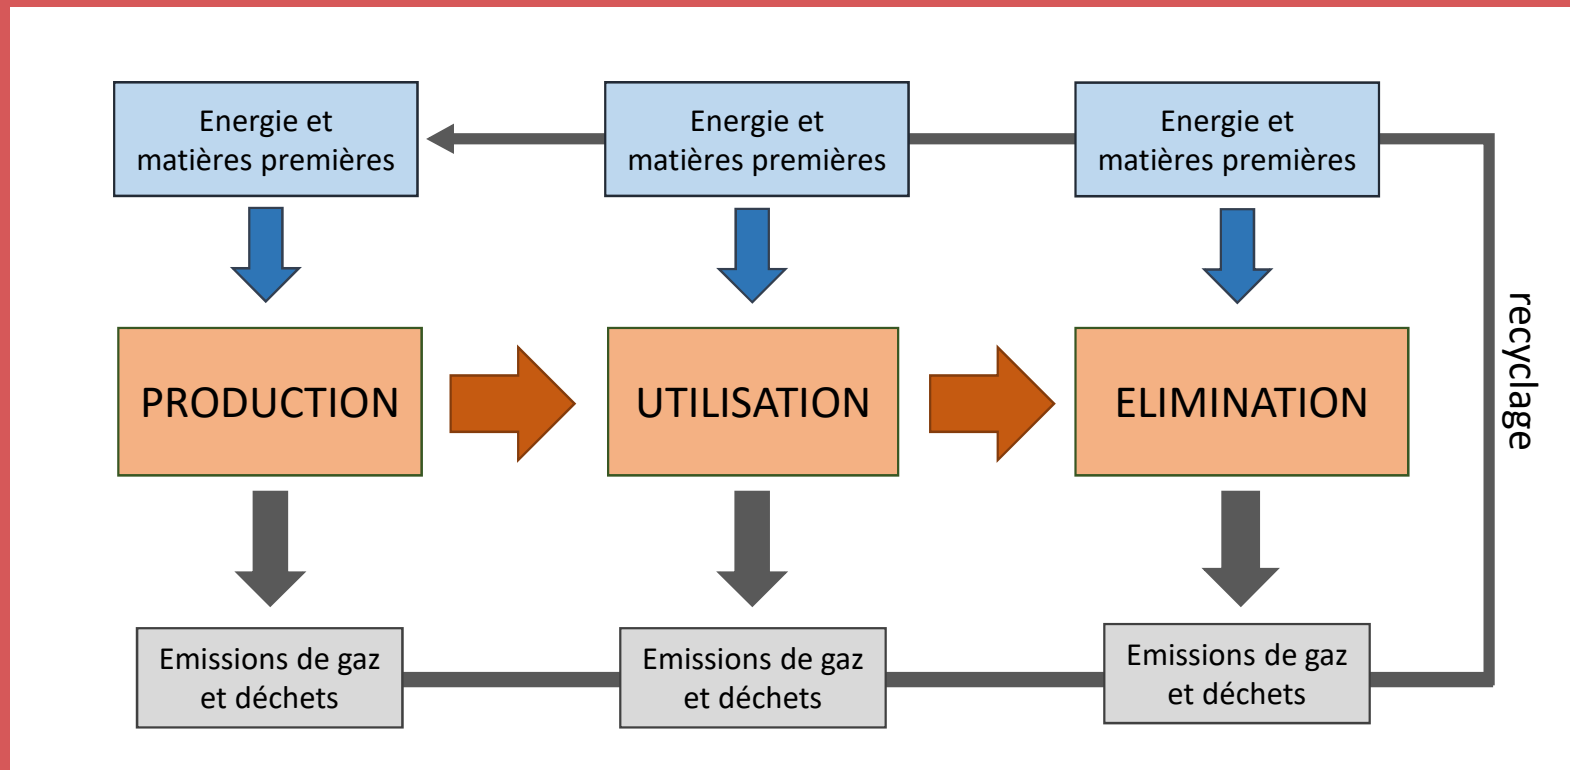 Energie et
matières premières
Energie et
matières premières
Energie et
matières premières
PRODUCTION
UTILISATION
ELIMINATION
recyclage
Emissions de gaz
et déchets
Emissions de gaz
et déchets
Emissions de gaz
et déchets